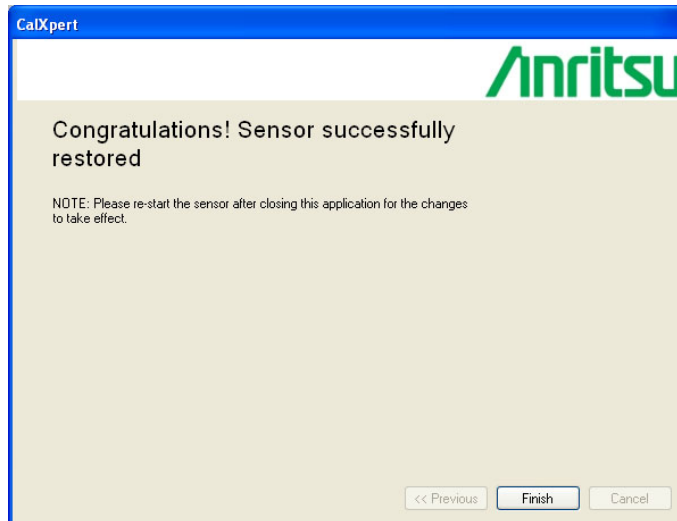 CalXpert
Anritsu
Congratulations! Sensor successfully
restored
NOTE: Please re-start the sensor after closing this application for the changes
to take effect.
<< Previous
Finish
Cancel